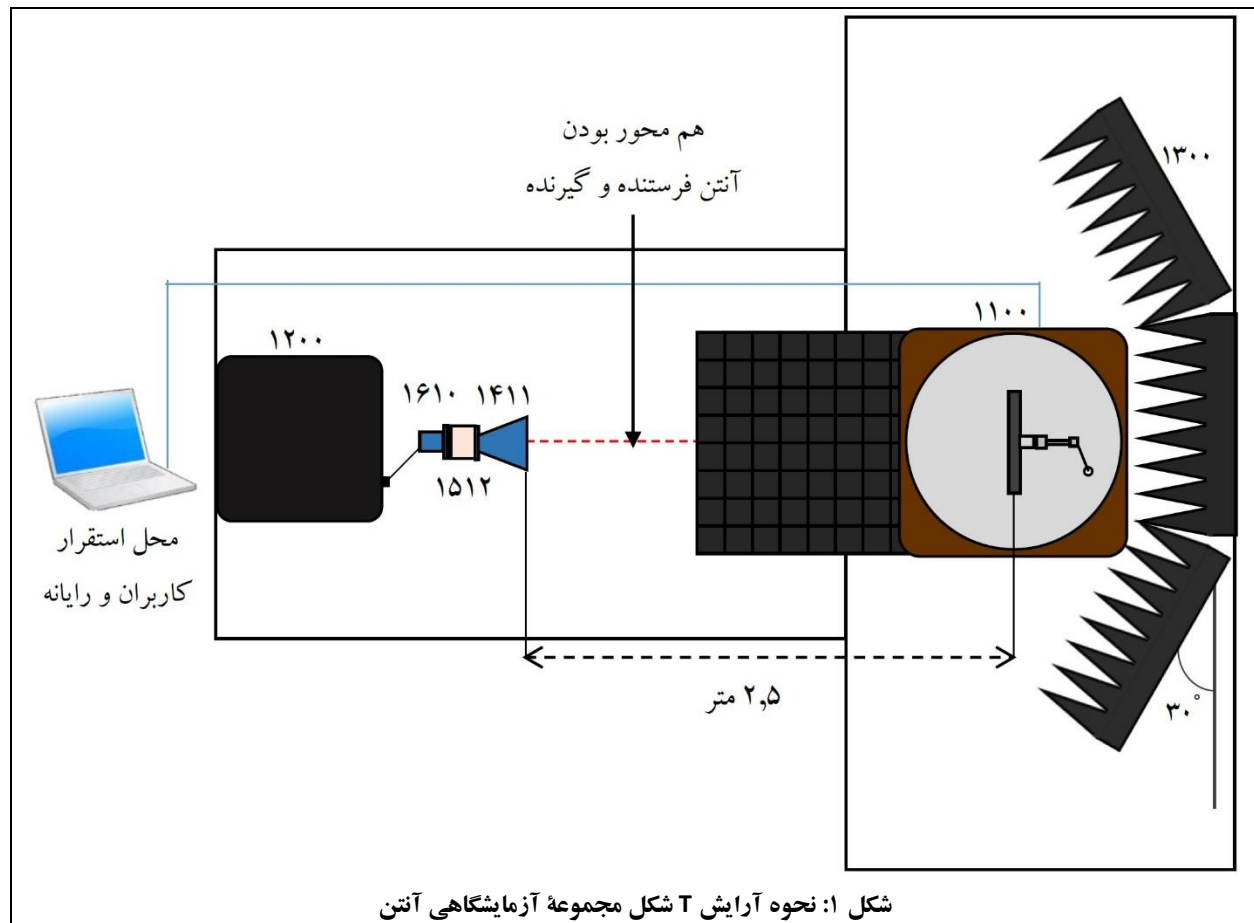 هم محور بودن
آنتن فرستنده و گیرنده
۱۳۰۰
۱۱۰۰
۱۲۰۰
۱۶۱۰
۱۴۱۱
۱۵۱۲
محل استقرار
کاربران و رایانه
۲٫۵ متر
۳۰°
شکل ۱: نحوه آرایش T شکل مجموعۀ آزمایشگاهی آنتن